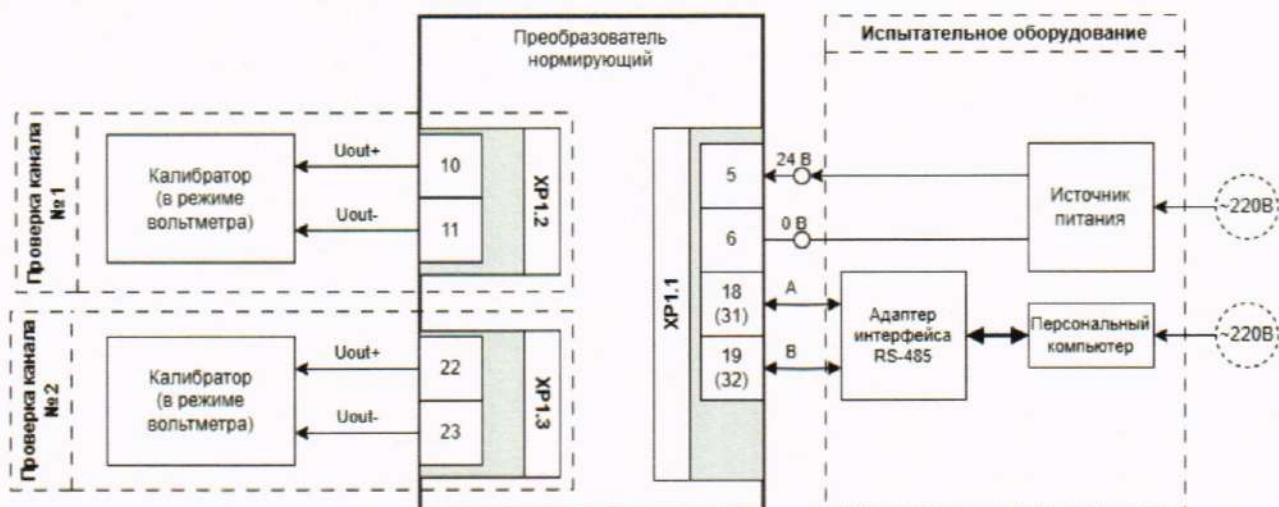 Преобразователь
нормирующий
Испытательное оборудование
Проверка канала
№ 1
Калибратор
(в режиме
вольтметра)
Uout+
Uout-
10
11
XP1.2
Проверка канала
№ 2
Калибратор
(в режиме
вольтметра)
Uout+
Uout-
22
23
XP1.3
XP1.1
5
6
18
(31)
19
(32)
24 В
0 В
A
B
Источник
питания
~220В
Адаптер
интерфейса
RS-485
Персональный
компьютер
~220В